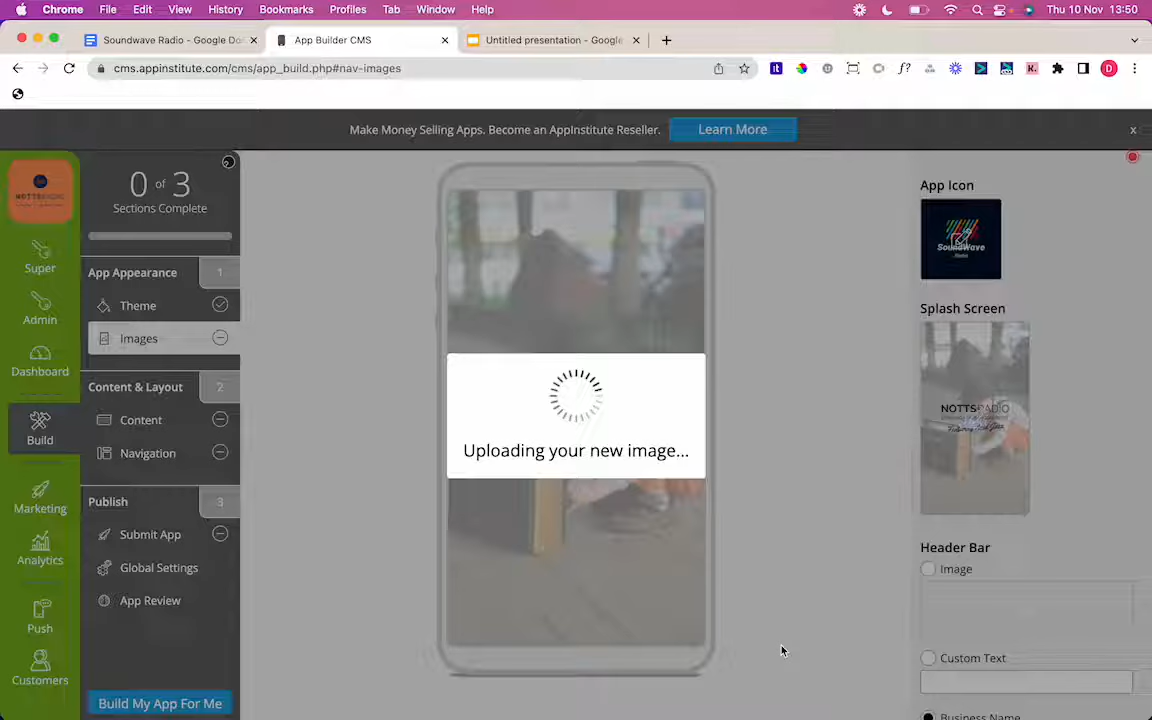 Chrome File Edit View History Bookmarks Profiles Tab Window Help Thu 10 Nov 13:50
Soundwave Radio - Google Do
App Builder CMS
Untitled presentation - Google
cms.appinstitute.com/cms/app_build.php#nav-images
Make Money Selling Apps. Become an AppInstitute Reseller. Learn More x
NOTTSRADIO
Super
Admin
Dashboard
Build
Marketing
Analytics
Push
Customers
0 of 3
Sections Complete
App Appearance 1
Theme
Images
Content & Layout 2
Content
Navigation
Publish 3
Submit App
Global Settings
App Review
Build My App For Me
Uploading your new image...
App Icon
SoundWave
Splash Screen
NOTTSRADIO
Header Bar
Image
Custom Text
Business Name